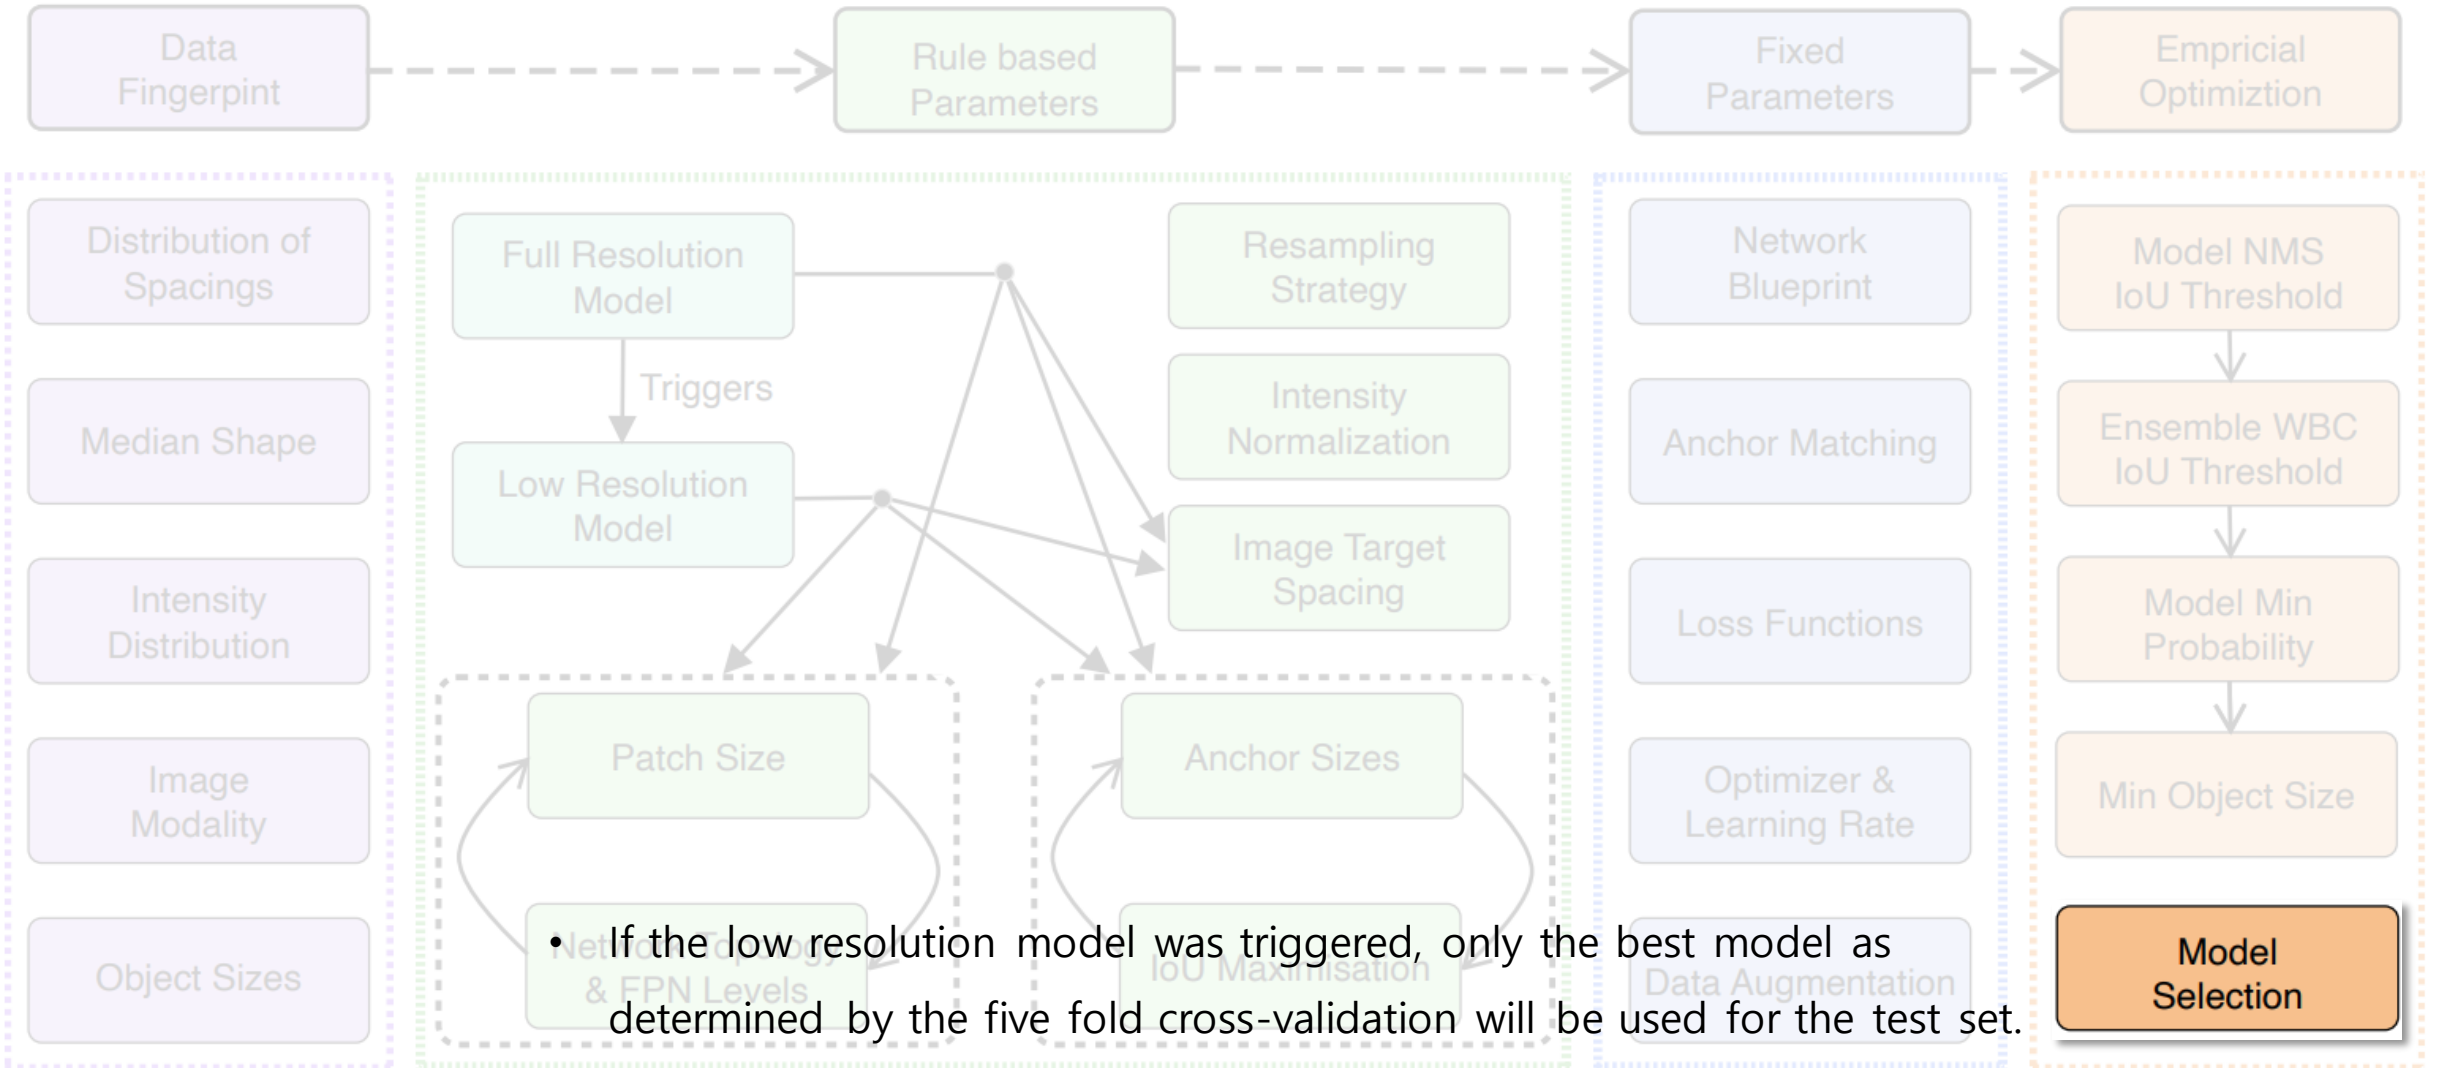 Data
Fingerpint
Rule based
Parameters
Fixed
Parameters
Empricial
Optimiztion
Distribution of
Spacings
Median Shape
Intensity
Distribution
Image
Modality
Object Sizes
Full Resolution
Model
Triggers
Low Resolution
Model
Resampling
Strategy
Intensity
Normalization
Image Target
Spacing
Patch Size
Network Topology
& FPN Levels
Anchor Sizes
IoU Maximisation
Network
Blueprint
Anchor Matching
Loss Functions
Optimizer &
Learning Rate
Data Augmentation
Model NMS
IoU Threshold
Ensemble WBC
IoU Threshold
Model Min
Probability
Min Object Size
Model
Selection
• If the low resolution model was triggered, only the best model as
determined by the five fold cross-validation will be used for the test set.